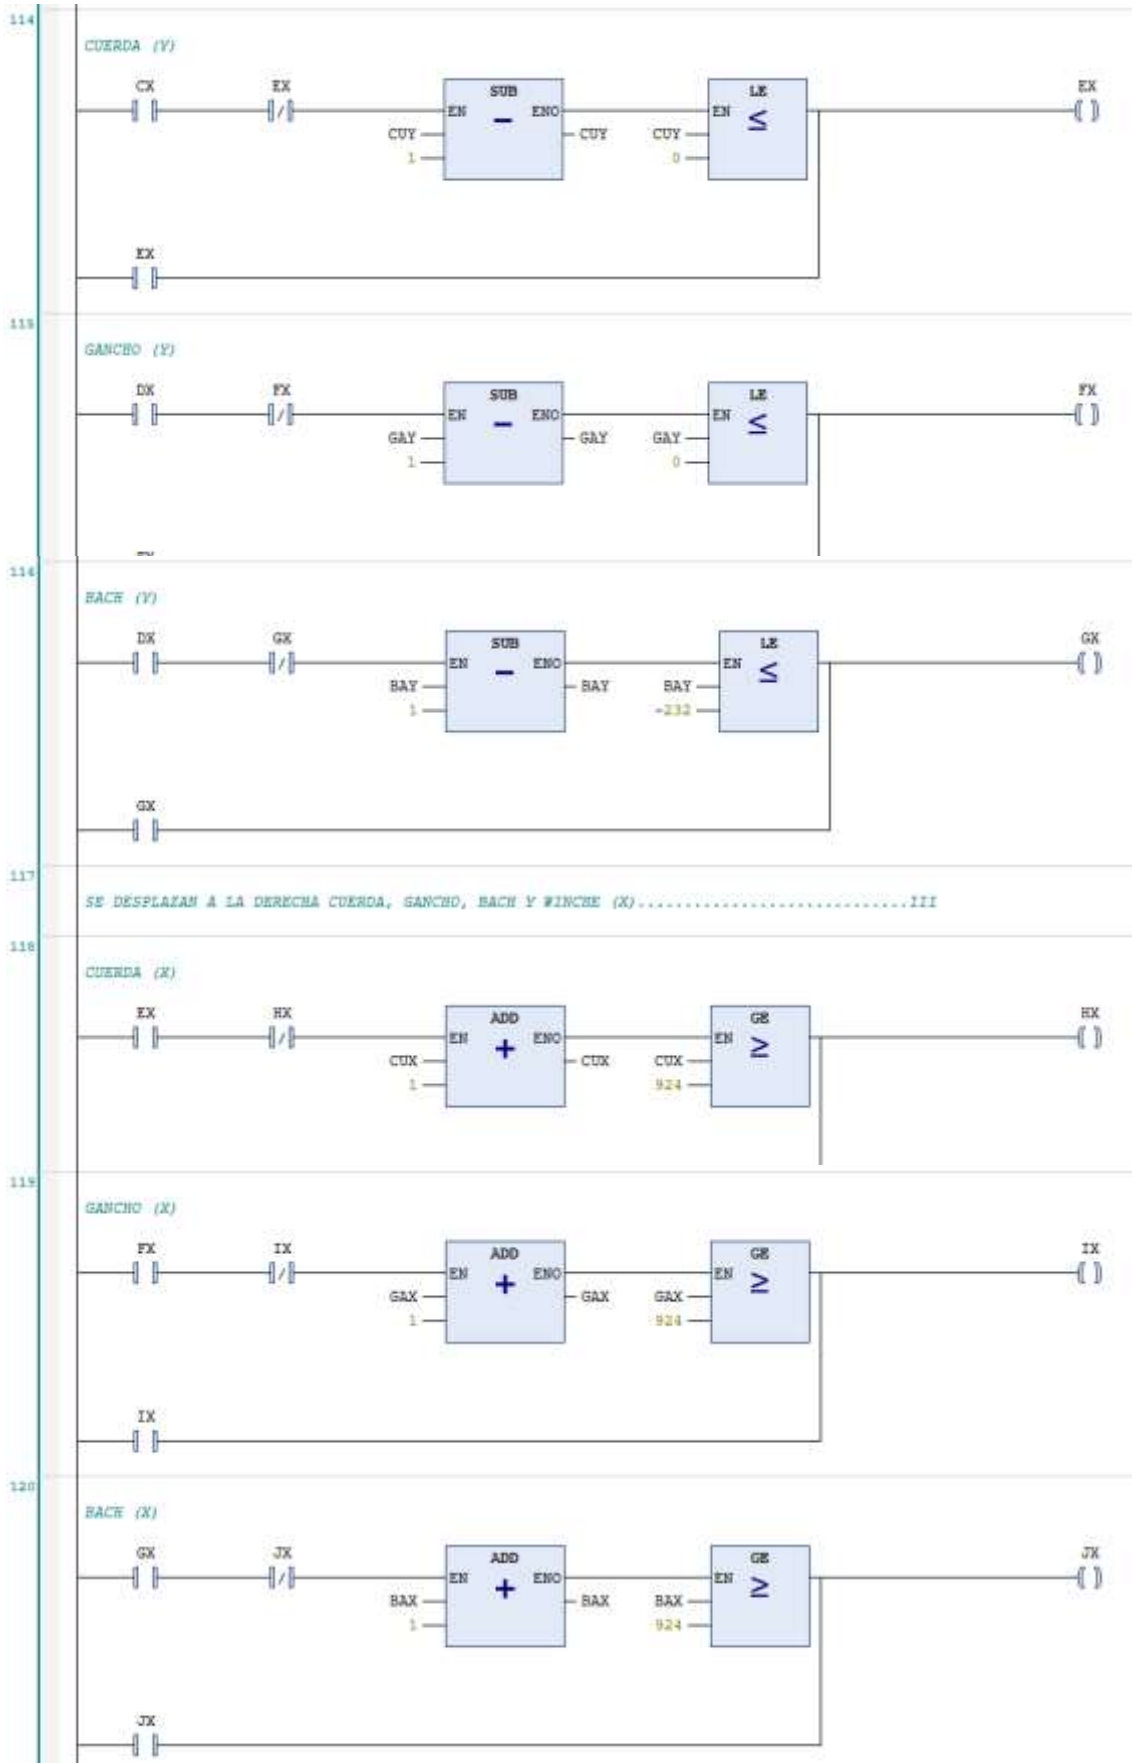 114
CUERDA (Y)
CX EX SUB LE EX
EN ENO EN
- ≤
CUY CUY CUY
1 0
EX
115
GANCHO (Y)
DX FX SUB LE FX
EN ENO EN
- ≤
GAY GAY GAY
1 0
116
BACH (Y)
DX GX SUB LE GX
EN ENO EN
- ≤
BAY BAY BAY
1 -232
GX
117
SE DESPLAZAN A LA DERECHA CUERDA, GANCHO, BACH Y WINCHE (X)..............................III
118
CUERDA (X)
EX HX ADD GE HX
EN ENO EN
+ ≥
CUX CUX CUX
1 924
119
GANCHO (X)
FX IX ADD GE IX
EN ENO EN
+ ≥
GAX GAX GAX
1 924
IX
120
BACH (X)
GX JX ADD GE JX
EN ENO EN
+ ≥
BAX BAX BAX
1 924
JX